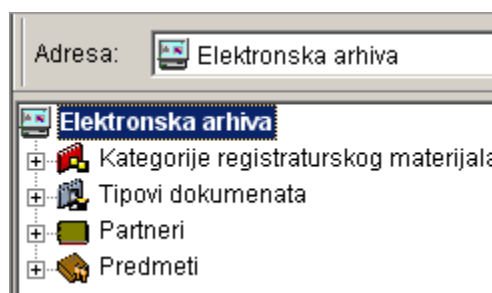 Adresa: Elektronska arhiva
Elektronska arhiva
Kategorije registraturskog materijala
Tipovi dokumenata
Partneri
Predmeti